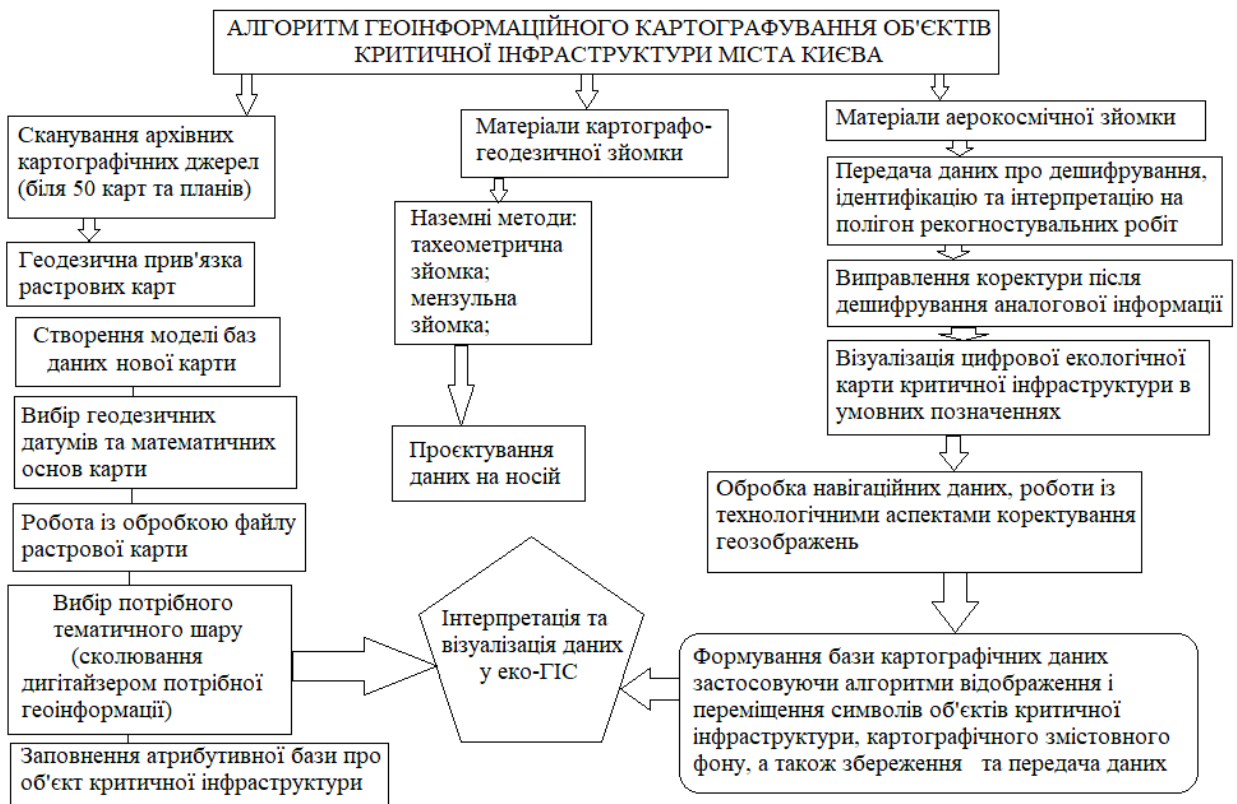 АЛГОРИТМ ГЕОІНФОРМАЦІЙНОГО КАРТОГРАФУВАННЯ ОБ'ЄКТІВ
КРИТИЧНОЇ ІНФРАСТРУКТУРИ МІСТА КИЄВА
Сканування архівних
картографічних джерел
(біля 50 карт та планів)
Геодезична прив'язка
растрових карт
Створення моделі баз
даних нової карти
Вибір геодезичних
датумів та математичних
основ карти
Робота із обробкою файлу
растрової карти
Вибір потрібного
тематичного шару
(сколювання
дигітайзером потрібної
геоінформації)
Заповнення атрибутивної бази про
об'єкт критичної інфраструктури
Матеріали картографо-
геодезичної зйомки
Наземні методи:
тахеометрична
зйомка;
мензульна
зйомка;
Проєктування
даних на носій
Інтерпретація та
візуалізація даних
у еко-ГІС
Матеріали аерокосмічної зйомки
Передача даних про дешифрування,
ідентифікацію та інтерпретацію на
полігон рекогностувальних робіт
Виправлення коректури після
дешифрування аналогової інформації
Візуалізація цифрової екологічної
карти критичної інфраструктури в
умовних позначеннях
Обробка навігаційних даних, роботи із
технологічними аспектами коректування
геозображень
Формування бази картографічних даних
застосовуючи алгоритми відображення і
переміщення символів об'єктів критичної
інфраструктури, картографічного змістовного
фону, а також збереження та передача даних